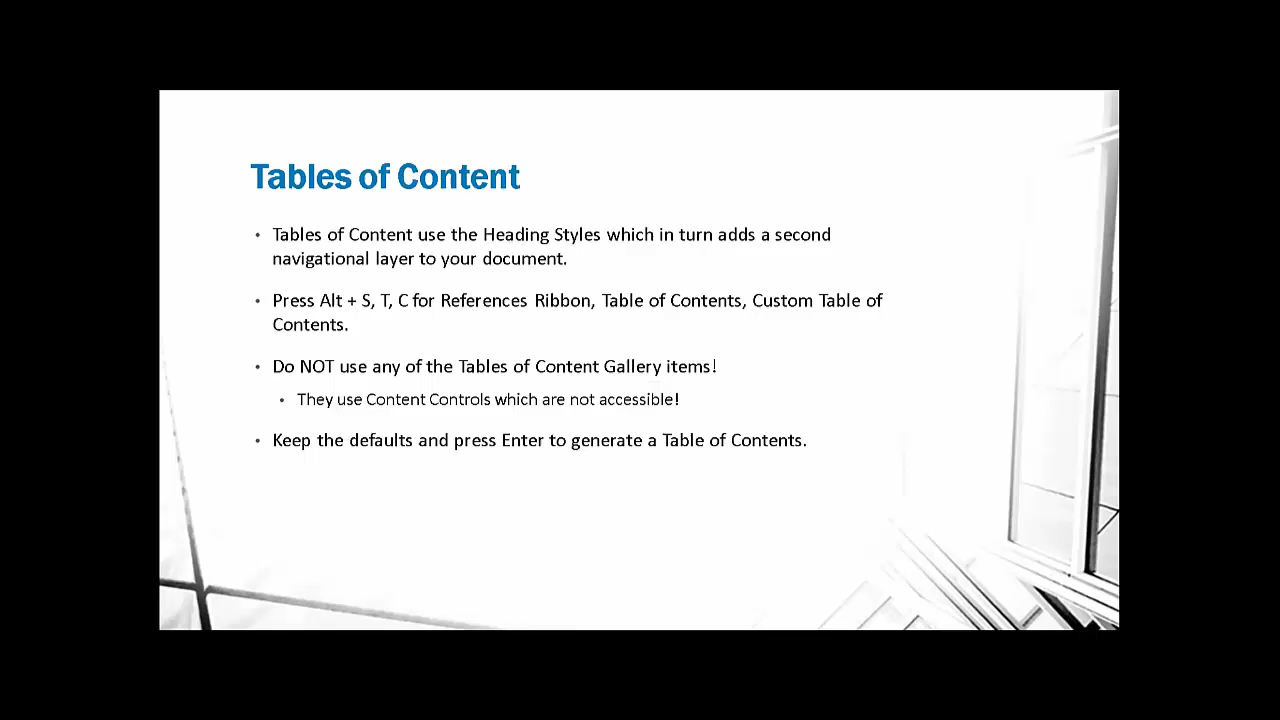 Tables of Content
• Tables of Content use the Heading Styles which in turn adds a second
navigational layer to your document.
• Press Alt + S, T, C for References Ribbon, Table of Contents, Custom Table of
Contents.
• Do NOT use any of the Tables of Content Gallery items!
• They use Content Controls which are not accessible!
• Keep the defaults and press Enter to generate a Table of Contents.